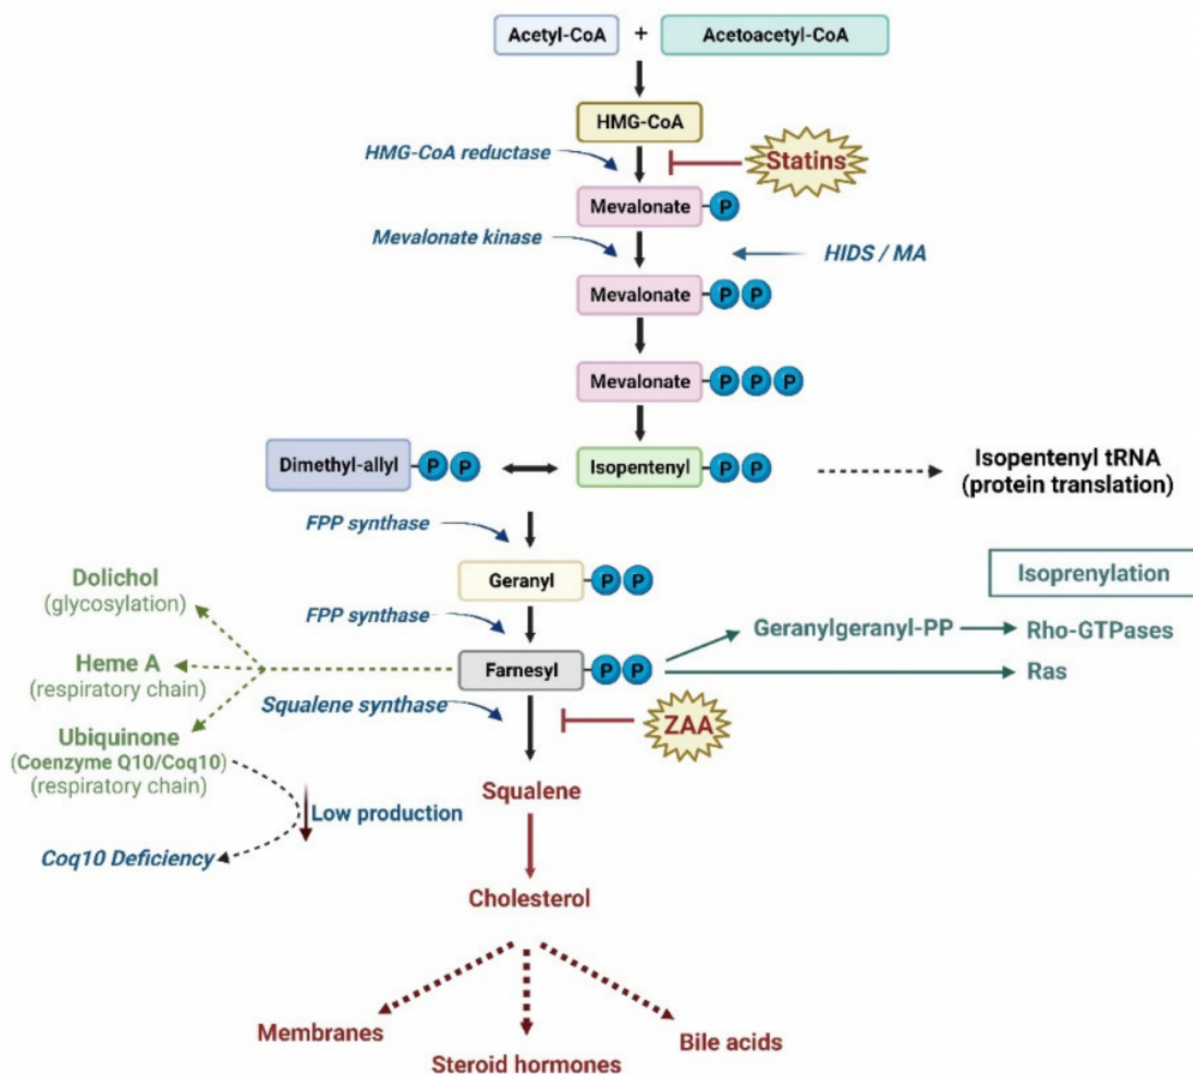 Acetyl-CoA + Acetoacetyl-CoA
HMG-CoA
HMG-CoA reductase
Statins
Mevalonate P
Mevalonate kinase
HIDS / MA
Mevalonate P P
Mevalonate P P P
Dimethyl-allyl P P
Isopentenyl P P
Isopentenyl tRNA
(protein translation)
FPP synthase
Geranyl P P
Isoprenylation
Dolichol
(glycosylation)
FPP synthase
Geranylgeranyl-PP
Rho-GTPases
Heme A
(respiratory chain)
Farnesyl P P
Ras
Squalene synthase
ZAA
Ubiquinone
(Coenzyme Q10/Coq10)
(respiratory chain)
Squalene
Low production
Coq10 Deficiency
Cholesterol
Membranes
Steroid hormones
Bile acids